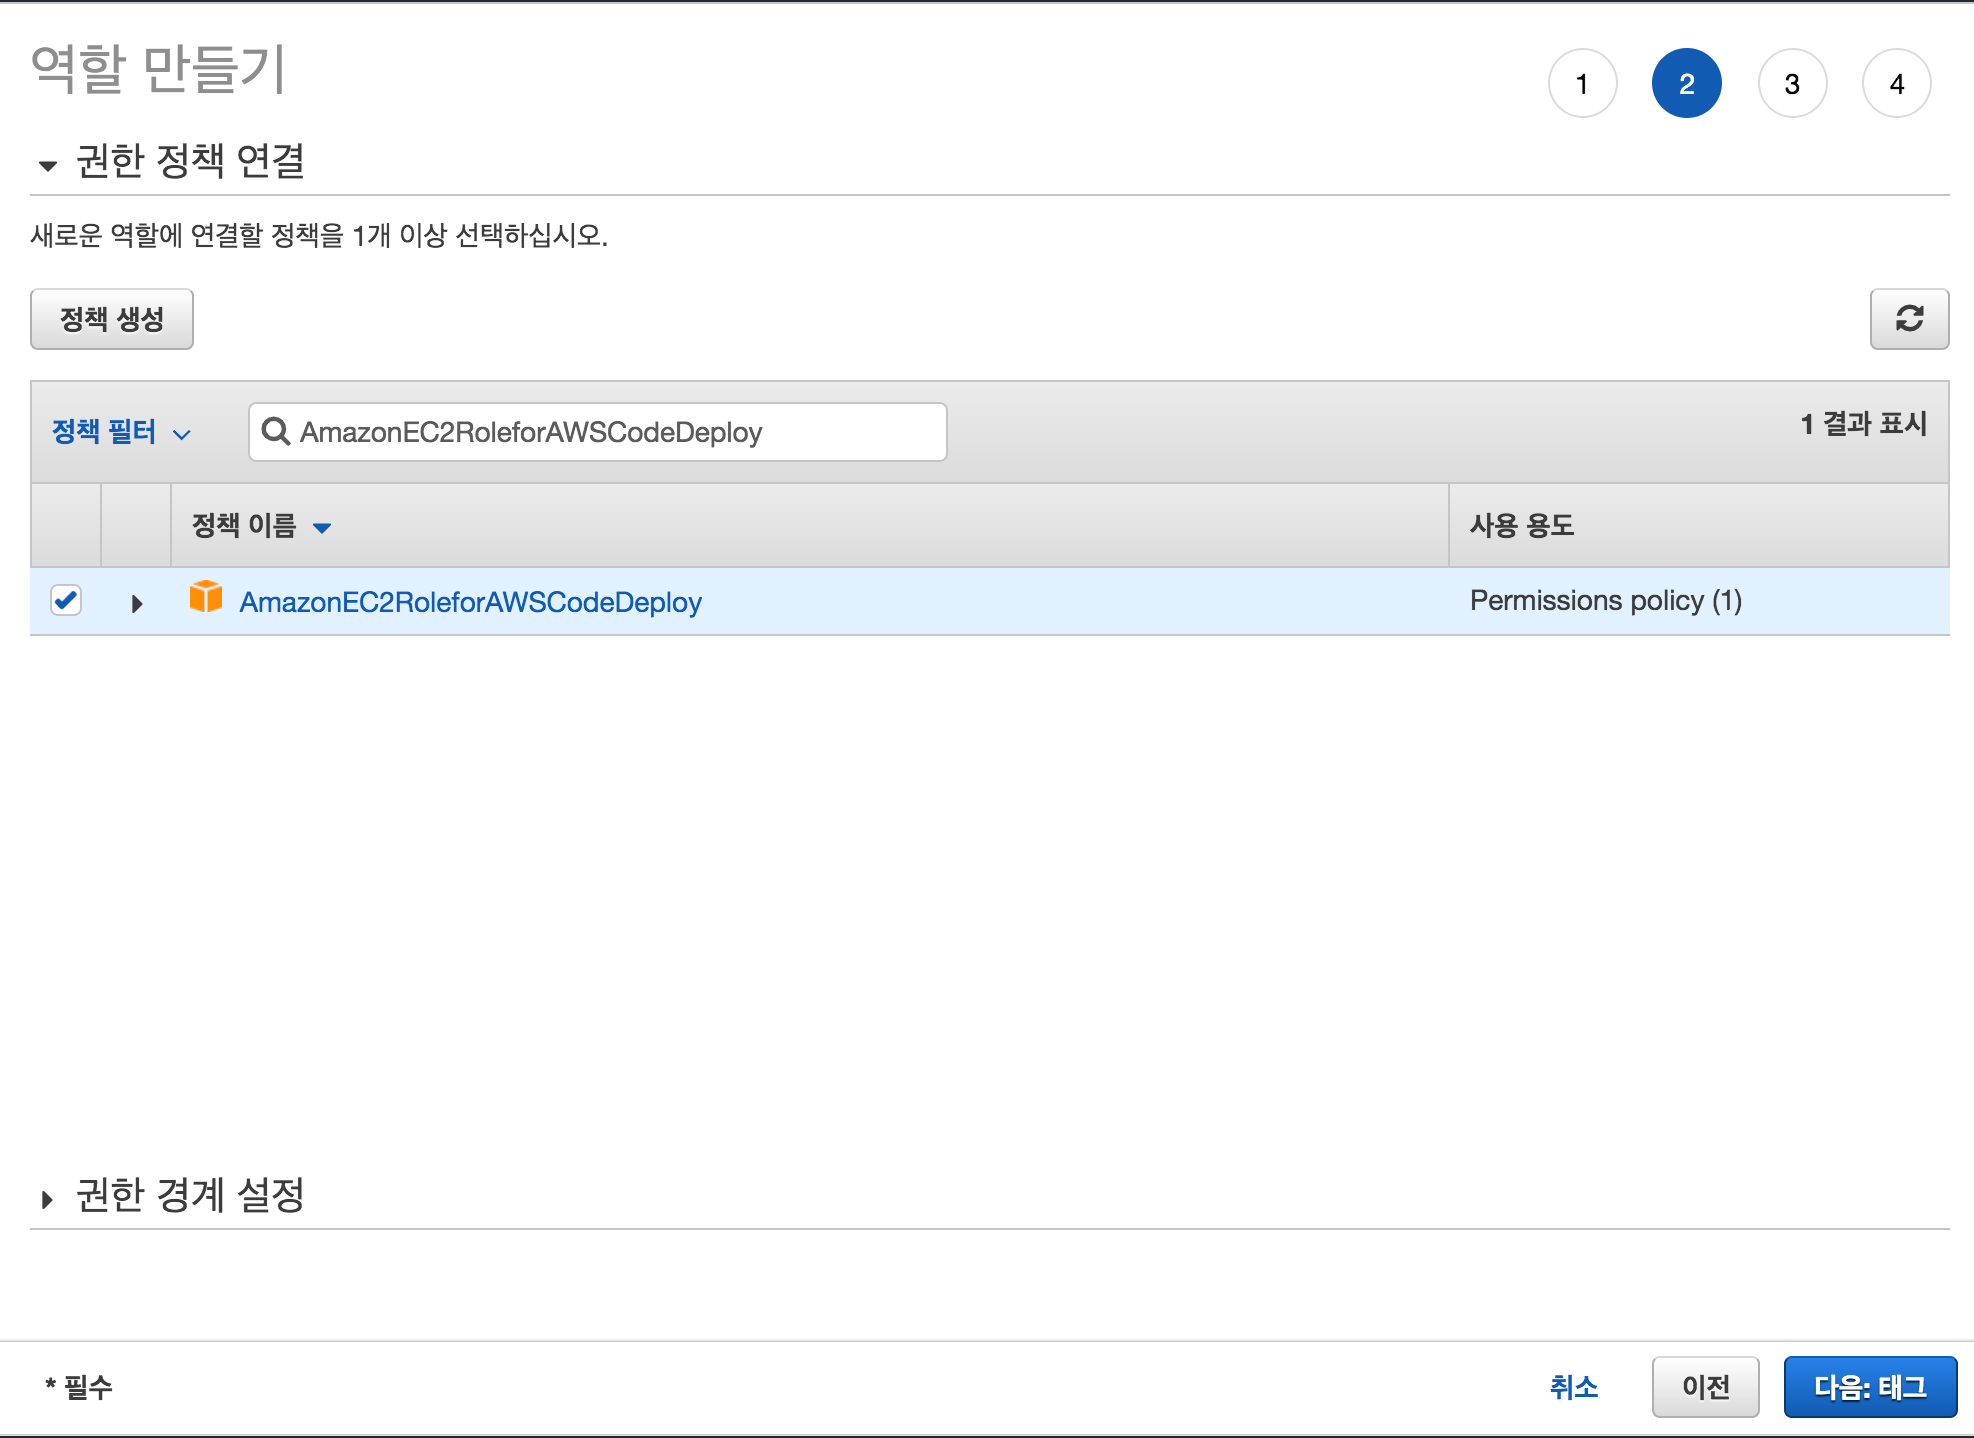 역할 만들기
1 2 3 4
권한 정책 연결
새로운 역할에 연결할 정책을 1개 이상 선택하십시오.
정책 생성
정책 필터 AmazonEC2RoleforAWSCodeDeploy 1 결과 표시
정책 이름 사용 용도
AmazonEC2RoleforAWSCodeDeploy Permissions policy (1)
권한 경계 설정
* 필수 취소 이전 다음: 태그